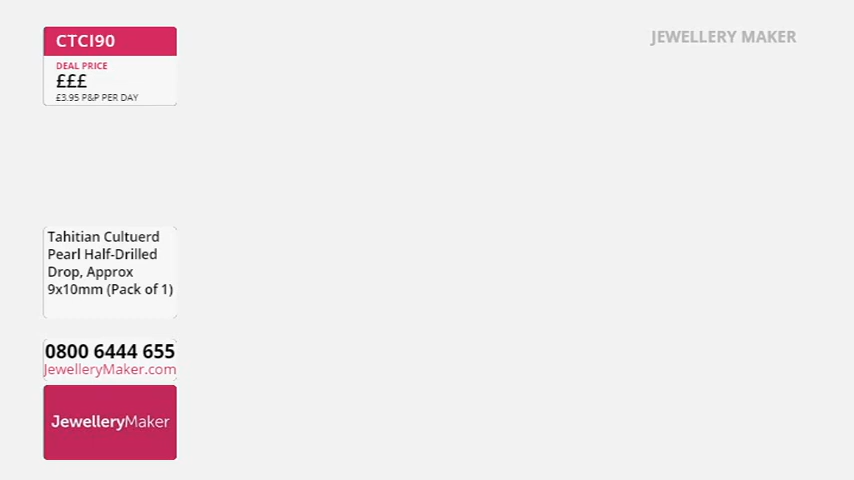 CTCI90
JEWELLERY MAKER
DEAL PRICE
£££
£3.95 P&P PER DAY
Tahitian Cultuerd
Pearl Half-Drilled
Drop, Approx
9x10mm (Pack of 1)
0800 6444 655
JewelleryMaker.com
JewelleryMaker